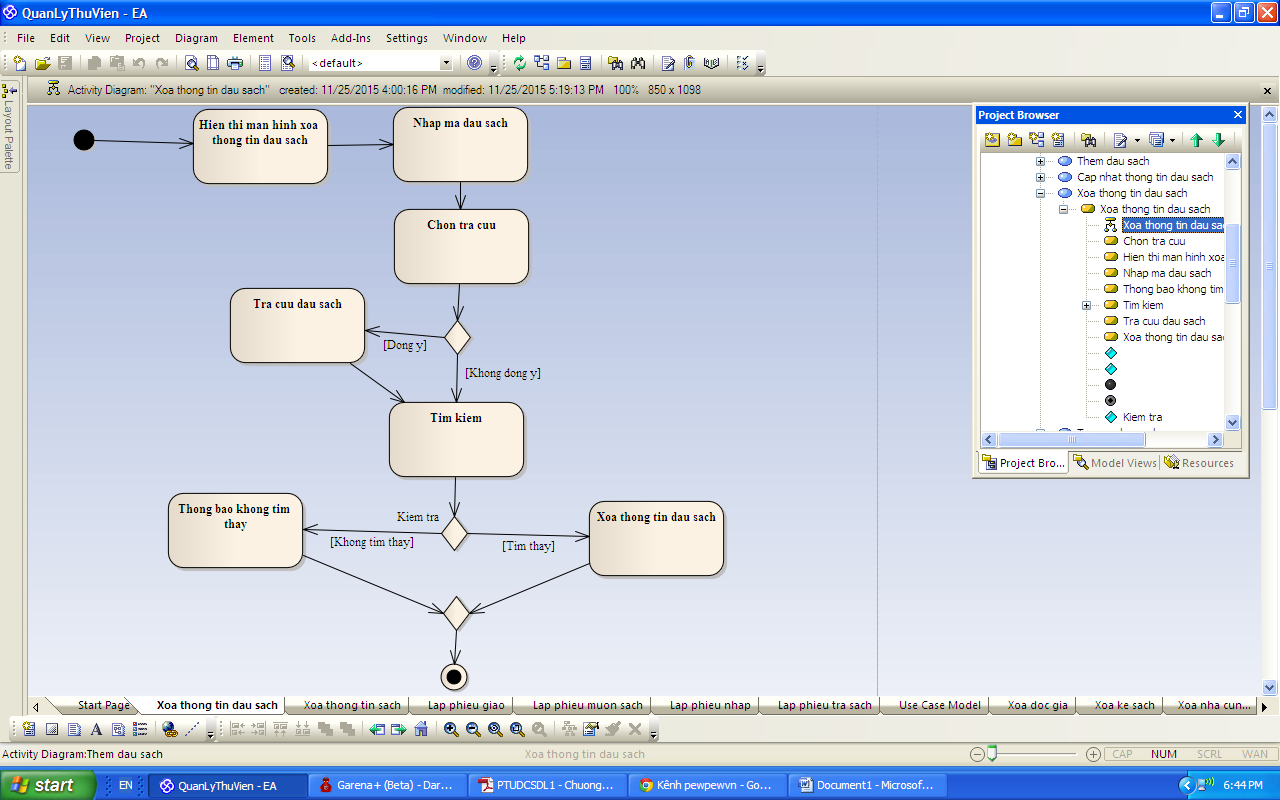 QuanLyThuVien - EA
File Edit View Project Diagram Element Tools Add-Ins Settings Window Help
<default>
Activity Diagram: "Xoa thong tin dau sach" created: 11/25/2015 4:00:16 PM modified: 11/25/2015 5:19:13 PM 100% 850 x 1098
Layout Palette
Hien thi man hinh xoa
thong tin dau sach
Nhap ma dau sach
Chon tra cuu
Tra cuu dau sach
[Dong y]
[Khong dong y]
Tim kiem
Thong bao khong tim
thay
Kiem tra
[Khong tim thay]
[Tim thay]
Xoa thong tin dau sach
Project Browser
Them dau sach
Cap nhat thong tin dau sach
Xoa thong tin dau sach
Xoa thong tin dau sach
Xoa thong tin dau sac
Chon tra cuu
Hien thi man hinh xoa
Nhap ma dau sach
Thong bao khong tim
Tim kiem
Tra cuu dau sach
Xoa thong tin dau sac
Kiem tra
Project Bro... Model Views Resources
Start Page Xoa thong tin dau sach Xoa thong tin sach Lap phieu giao Lap phieu muon sach Lap phieu nhap Lap phieu tra sach Use Case Model Xoa doc gia Xoa ke sach Xoa nha cun...
A
Activity Diagram:Them dau sach Xoa thong tin dau sach CAP NUM SCRL WAN
start EN QuanLyThuVien - EA Garena+ (Beta) - Dar... PTUDCSDL1 - Chuong... Kênh pewpewvn - Go... Document1 - Microsof... 6:44 PM